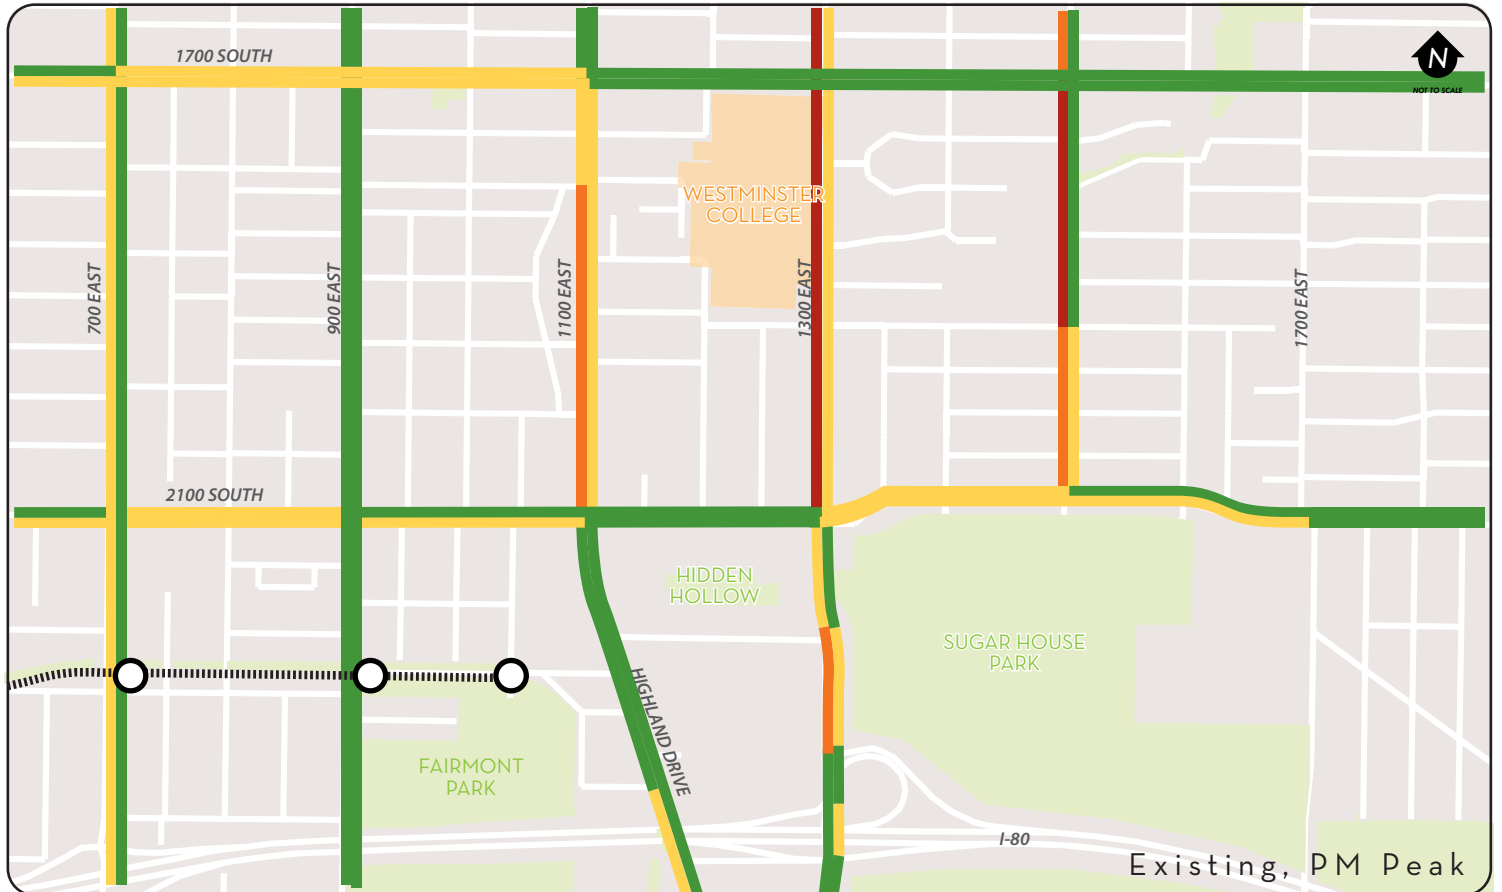 1700 SOUTH
N
NOT TO SCALE
WESTMINSTER
COLLEGE
700 EAST
900 EAST
1100 EAST
1300 EAST
1700 EAST
2100 SOUTH
HIDDEN
HOLLOW
SUGAR HOUSE
PARK
HIGHLAND DRIVE
FAIRMONT
PARK
I-80
Existing, PM Peak